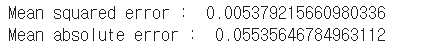 Mean squared error :  0.005379215660980336
Mean absolute error :  0.05535646784963112